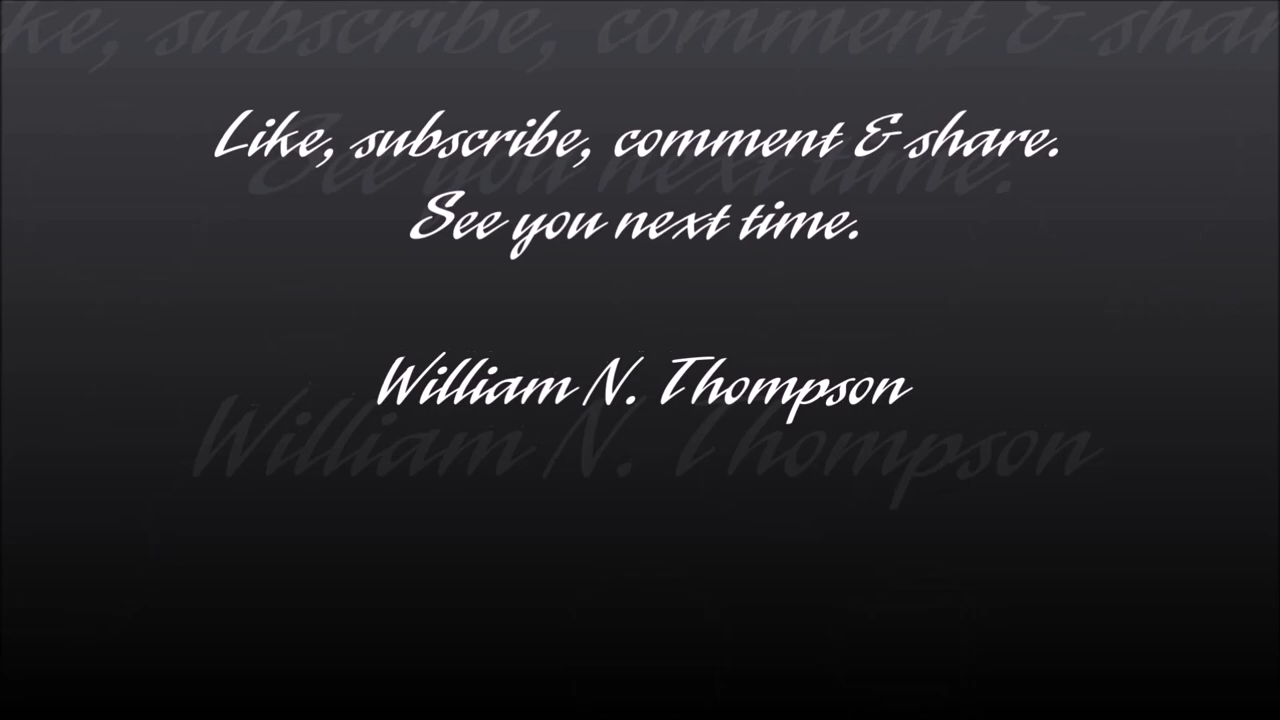 Like, subscribe, comment & share.
See you next time.
William N. Thompson